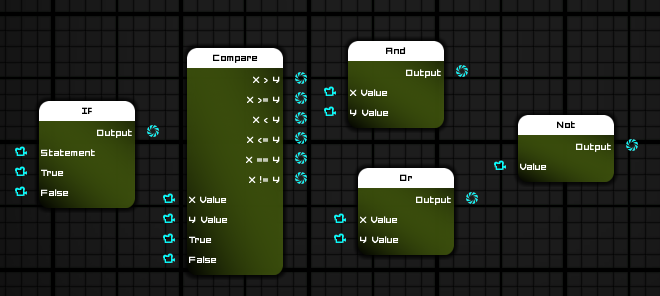 If
Output
Statement
True
False
Compare
X > Y
X >= Y
X < Y
X <= Y
X == Y
X != Y
X Value
Y Value
True
False
And
Output
X Value
Y Value
Or
Output
X Value
Y Value
Not
Output
Value